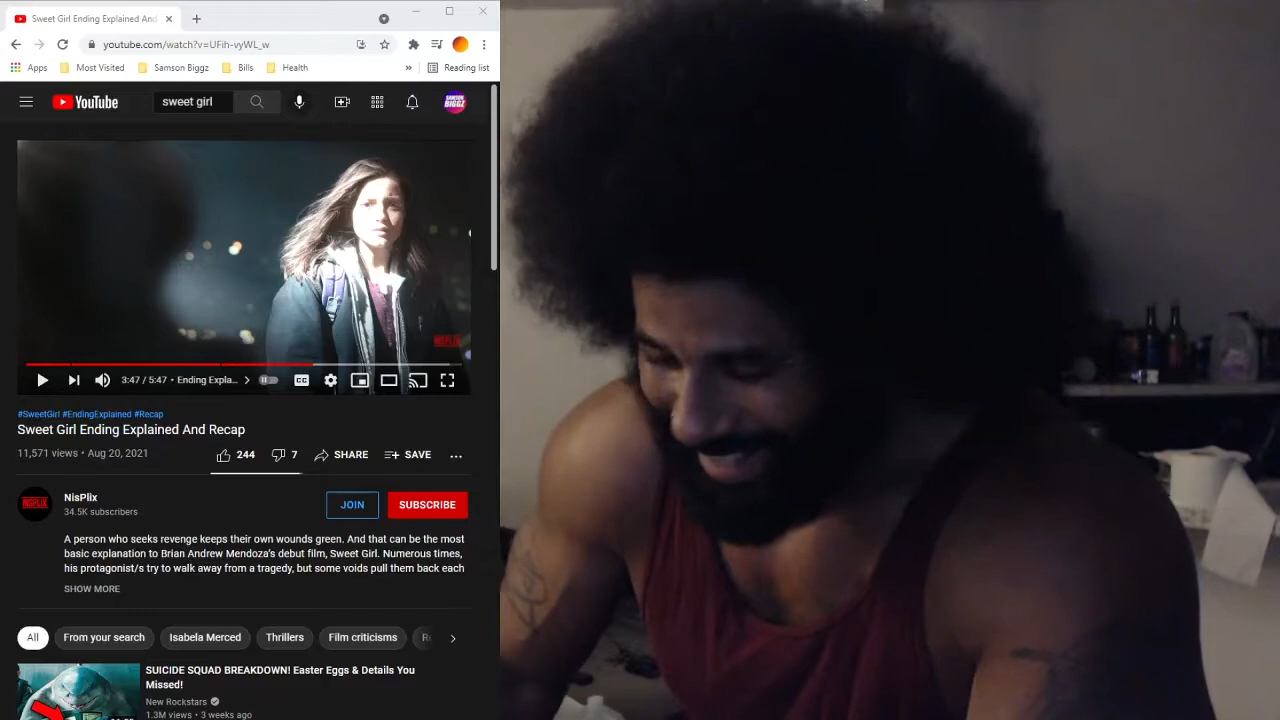 Sweet Girl Ending Explained And
youtube.com/watch?v=UFih-vyWL_w
Apps Most Visited Samson Biggz Bills Health » Reading list
YouTube sweet girl
SAMSON BIGGZ
NISPLIX
3:47 / 5:47 • Ending Expla...
CC
#SweetGirl #EndingExplained #Recap
Sweet Girl Ending Explained And Recap
11,571 views • Aug 20, 2021 244 7 SHARE SAVE ...
NISPLIX
NisPlix
34.5K subscribers
JOIN SUBSCRIBE
A person who seeks revenge keeps their own wounds green. And that can be the most
basic explanation to Brian Andrew Mendoza's debut film, Sweet Girl. Numerous times,
his protagonist/s try to walk away from a tragedy, but some voids pull them back each
SHOW MORE
All From your search Isabela Merced Thrillers Film criticisms
SUICIDE SQUAD BREAKDOWN! Easter Eggs & Details You
Missed!
New Rockstars
1.3M views • 3 weeks ago